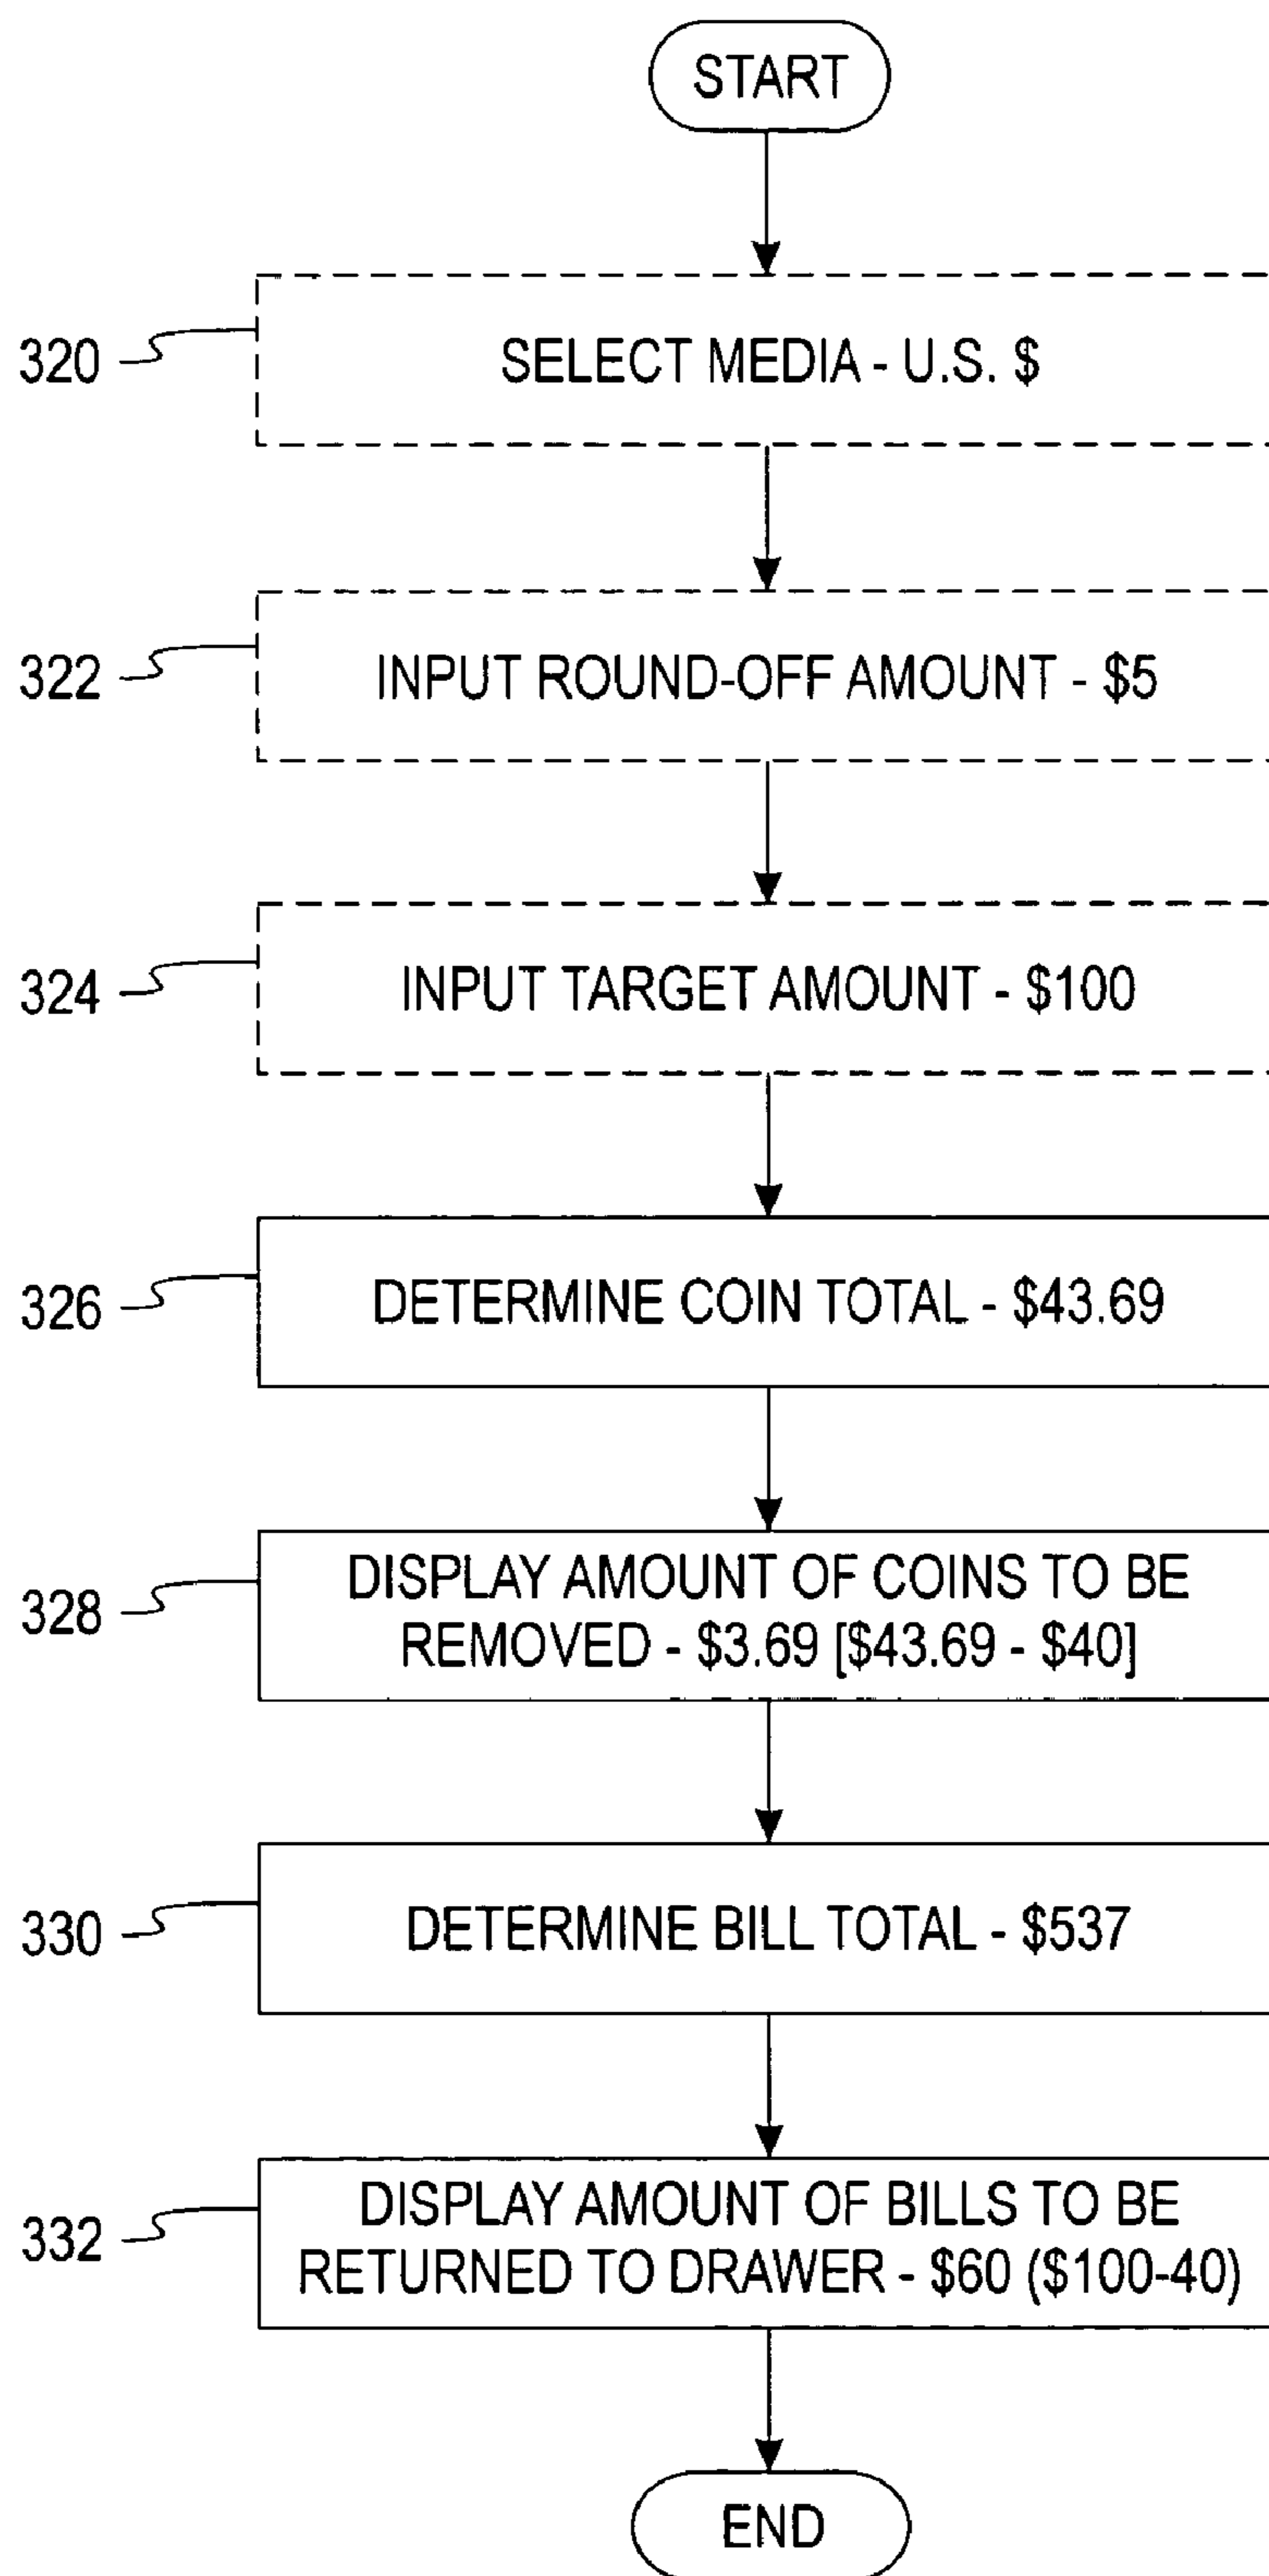 START
320
SELECT MEDIA - U.S. $
322
INPUT ROUND-OFF AMOUNT - $5
324
INPUT TARGET AMOUNT - $100
326
DETERMINE COIN TOTAL - $43.69
328
DISPLAY AMOUNT OF COINS TO BE
REMOVED - $3.69 [$43.69 - $40]
330
DETERMINE BILL TOTAL - $537
332
DISPLAY AMOUNT OF BILLS TO BE
RETURNED TO DRAWER - $60 ($100-40)
END